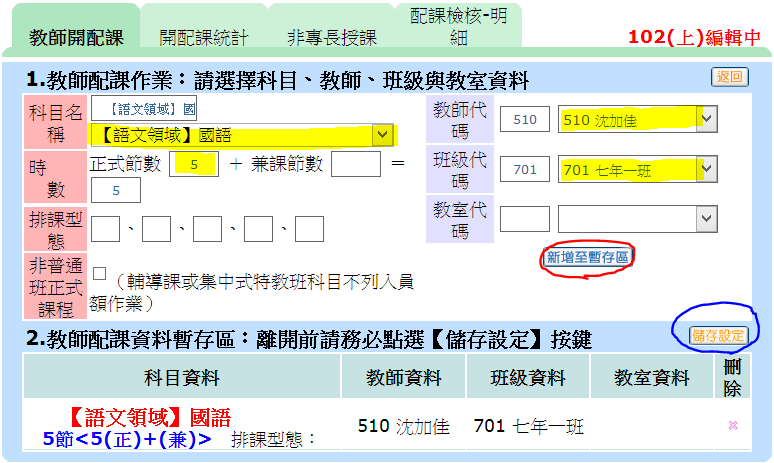 教師開配課
開配課統計
非專長授課
配課檢核-明
細
102(上)編輯中
1.教師配課作業：請選擇科目、教師、班級與教室資料
返回
科目名
稱
【語文領域】國
【語文領域】國語
時
數
正式節數 5 ＋ 兼課節數 ＝
5
排課型
態
、 、 、 、
非普通
班正式
課程
（輔導課或集中式特教班科目不列入員
額作業）
教師代
碼
510
510 沈加佳
班級代
碼
701
701 七年一班
教室代
碼
新增至暫存區
2.教師配課資料暫存區：離開前請務必點選【儲存設定】按鍵
儲存設定
科目資料 教師資料 班級資料 教室資料 刪
除
【語文領域】國語
5節<5(正)+(兼)> 排課型態：
510 沈加佳
701 七年一班